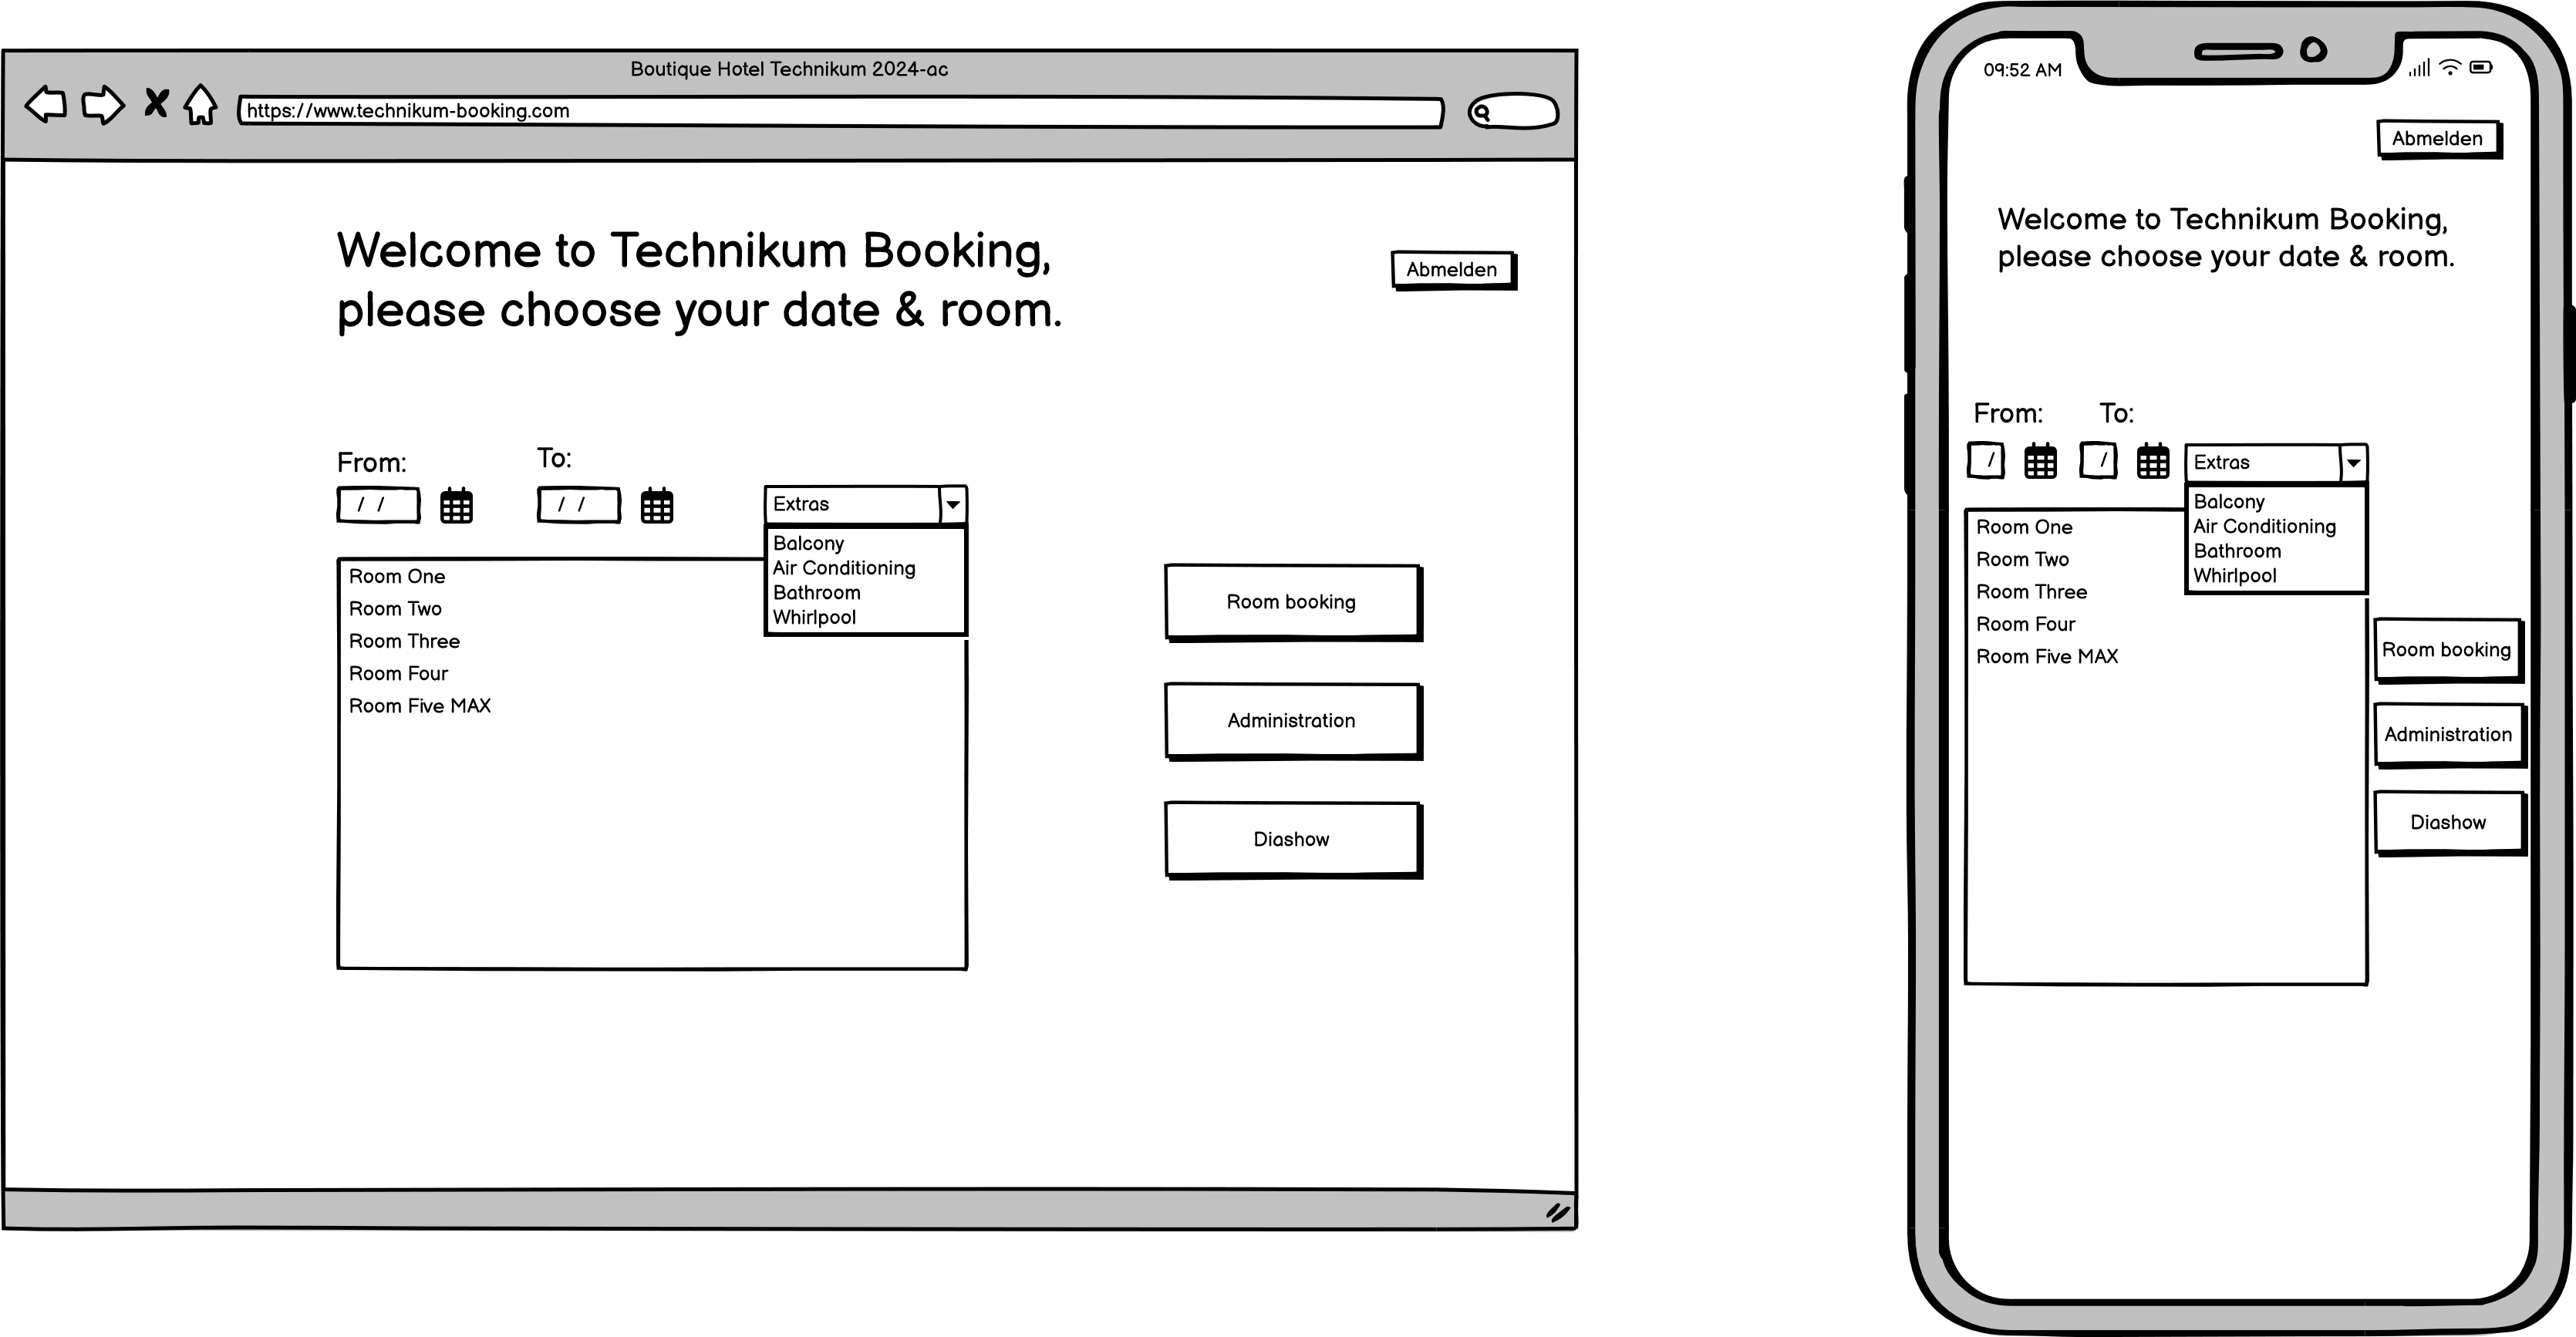 Boutique Hotel Technikum 2024-ac
https://www.technikum-booking.com
Welcome to Technikum Booking,
please choose your date & room.
Abmelden
From:
To:
/ /
/ /
Extras
Balcony
Air Conditioning
Bathroom
Whirlpool
Room One
Room Two
Room Three
Room Four
Room Five MAX
Room booking
Administration
Diashow
09:52 AM
Abmelden
Welcome to Technikum Booking,
please choose your date & room.
From:
To:
/
/
Extras
Balcony
Air Conditioning
Bathroom
Whirlpool
Room One
Room Two
Room Three
Room Four
Room Five MAX
Room booking
Administration
Diashow